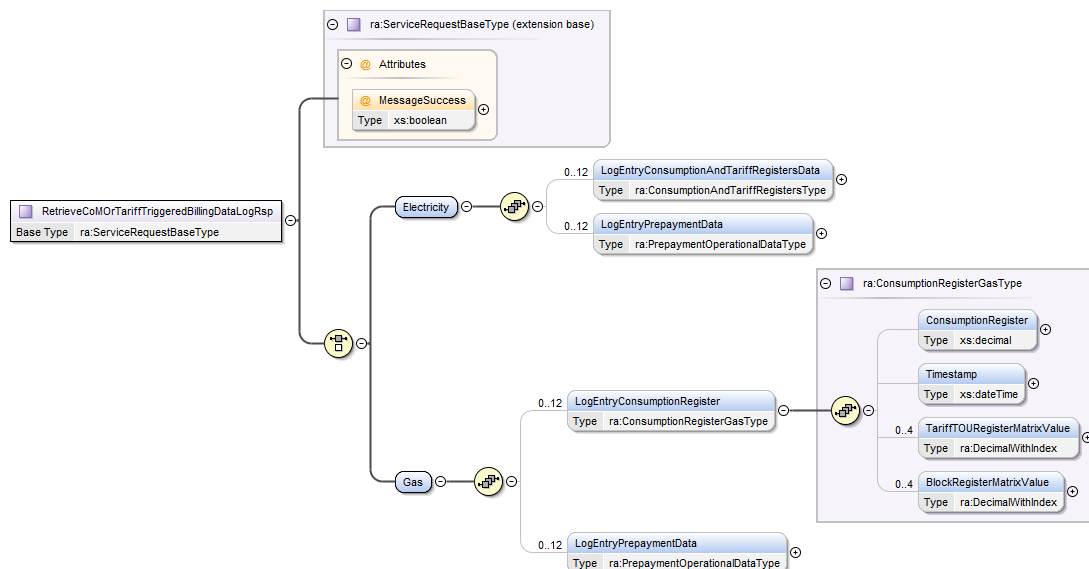 ra:ServiceRequestBaseType (extension base)
@ Attributes
@ MessageSuccess
Type xs:boolean
RetrieveCoMOrTariffTriggeredBillingDataLogRsp
Base Type ra:ServiceRequestBaseType
Electricity
0..12 LogEntryConsumptionAndTariffRegistersData
Type ra:ConsumptionAndTariffRegistersType
0..12 LogEntryPrepaymentData
Type ra:PrepaymentOperationalDataType
Gas
0..12 LogEntryConsumptionRegister
Type ra:ConsumptionRegisterGasType
ra:ConsumptionRegisterGasType
ConsumptionRegister
Type xs:decimal
Timestamp
Type xs:dateTime
0..4 TariffTOURegisterMatrixValue
Type ra:DecimalWithIndex
0..4 BlockRegisterMatrixValue
Type ra:DecimalWithIndex
0..12 LogEntryPrepaymentData
Type ra:PrepaymentOperationalDataType